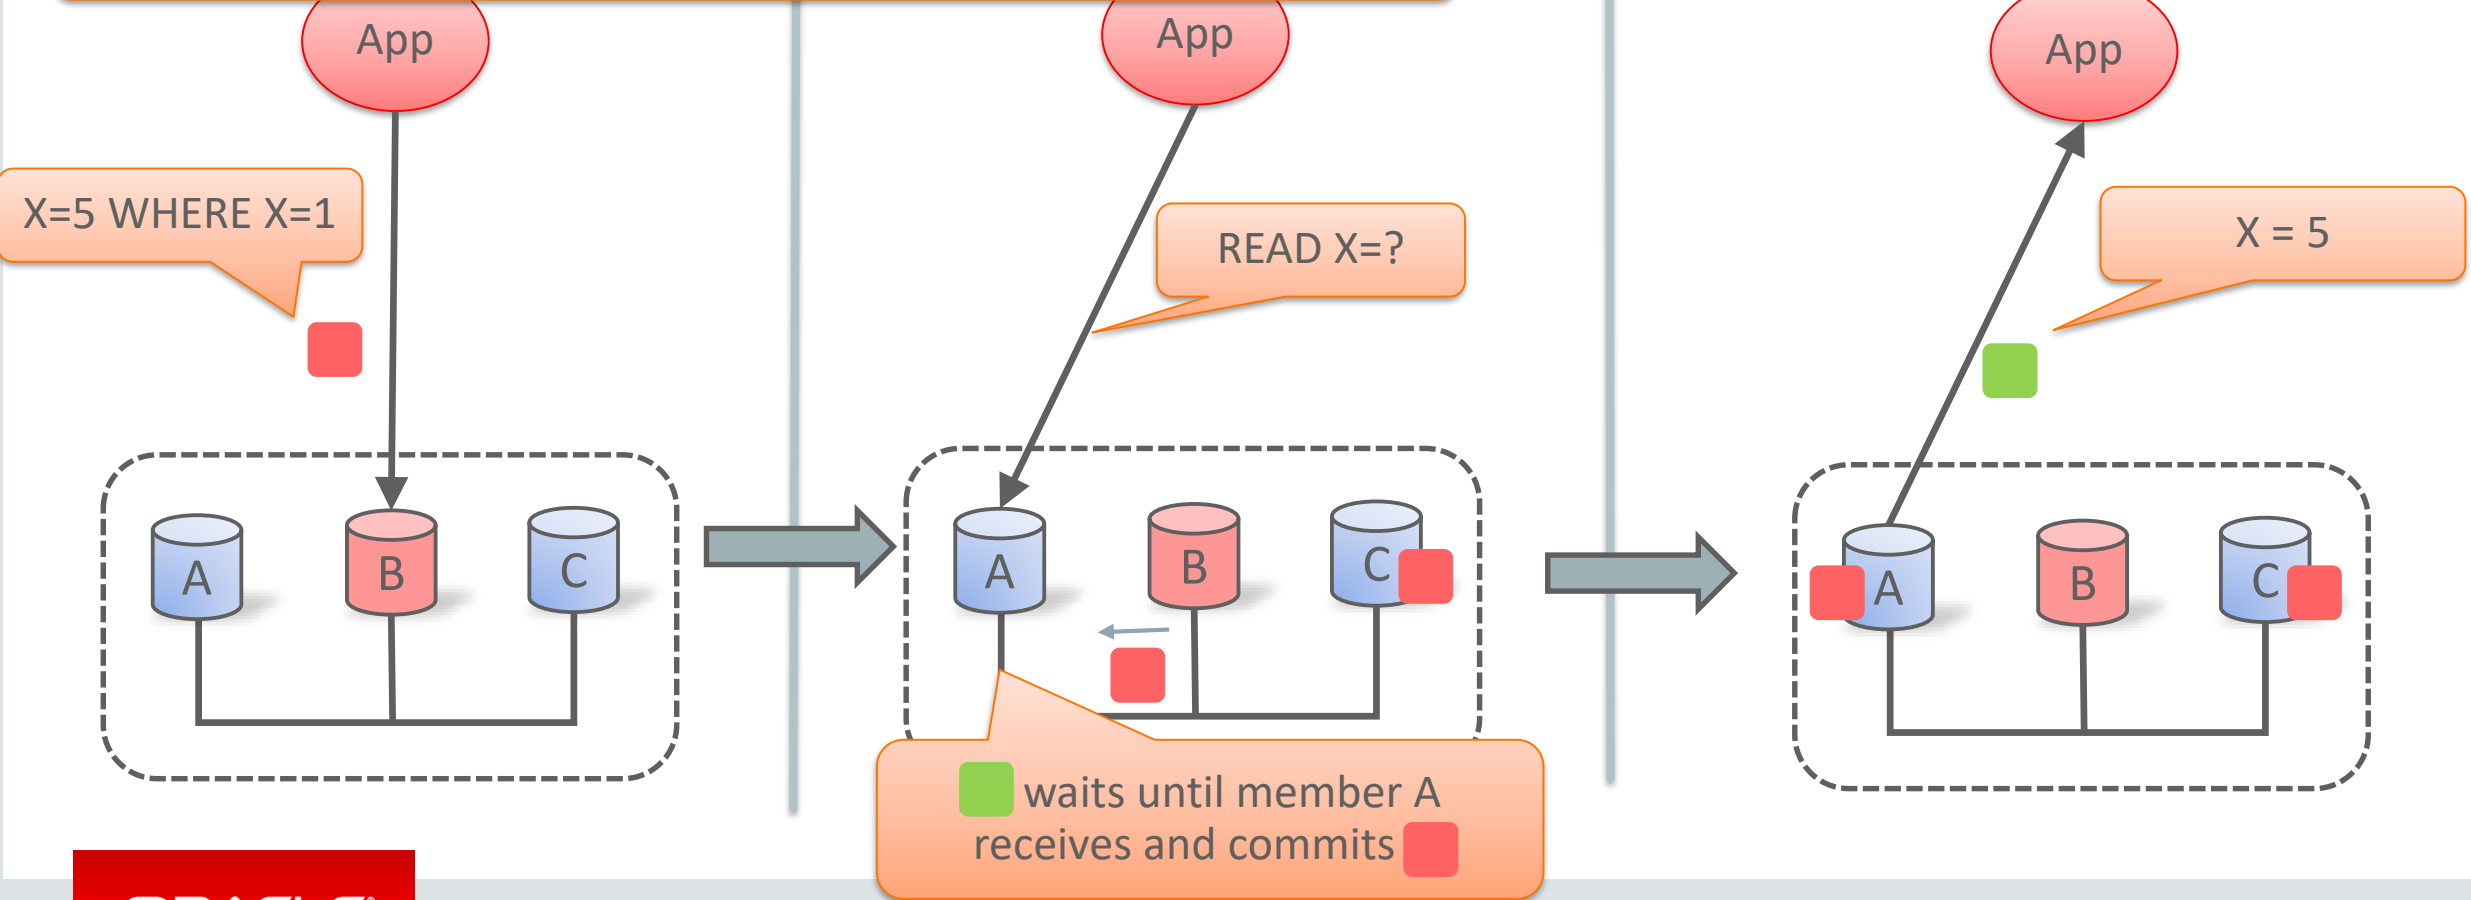 App
X=5 WHERE X=1
A
B
C
App
READ X=?
A
B
C
waits until member A
receives and commits
App
X = 5
A
B
C